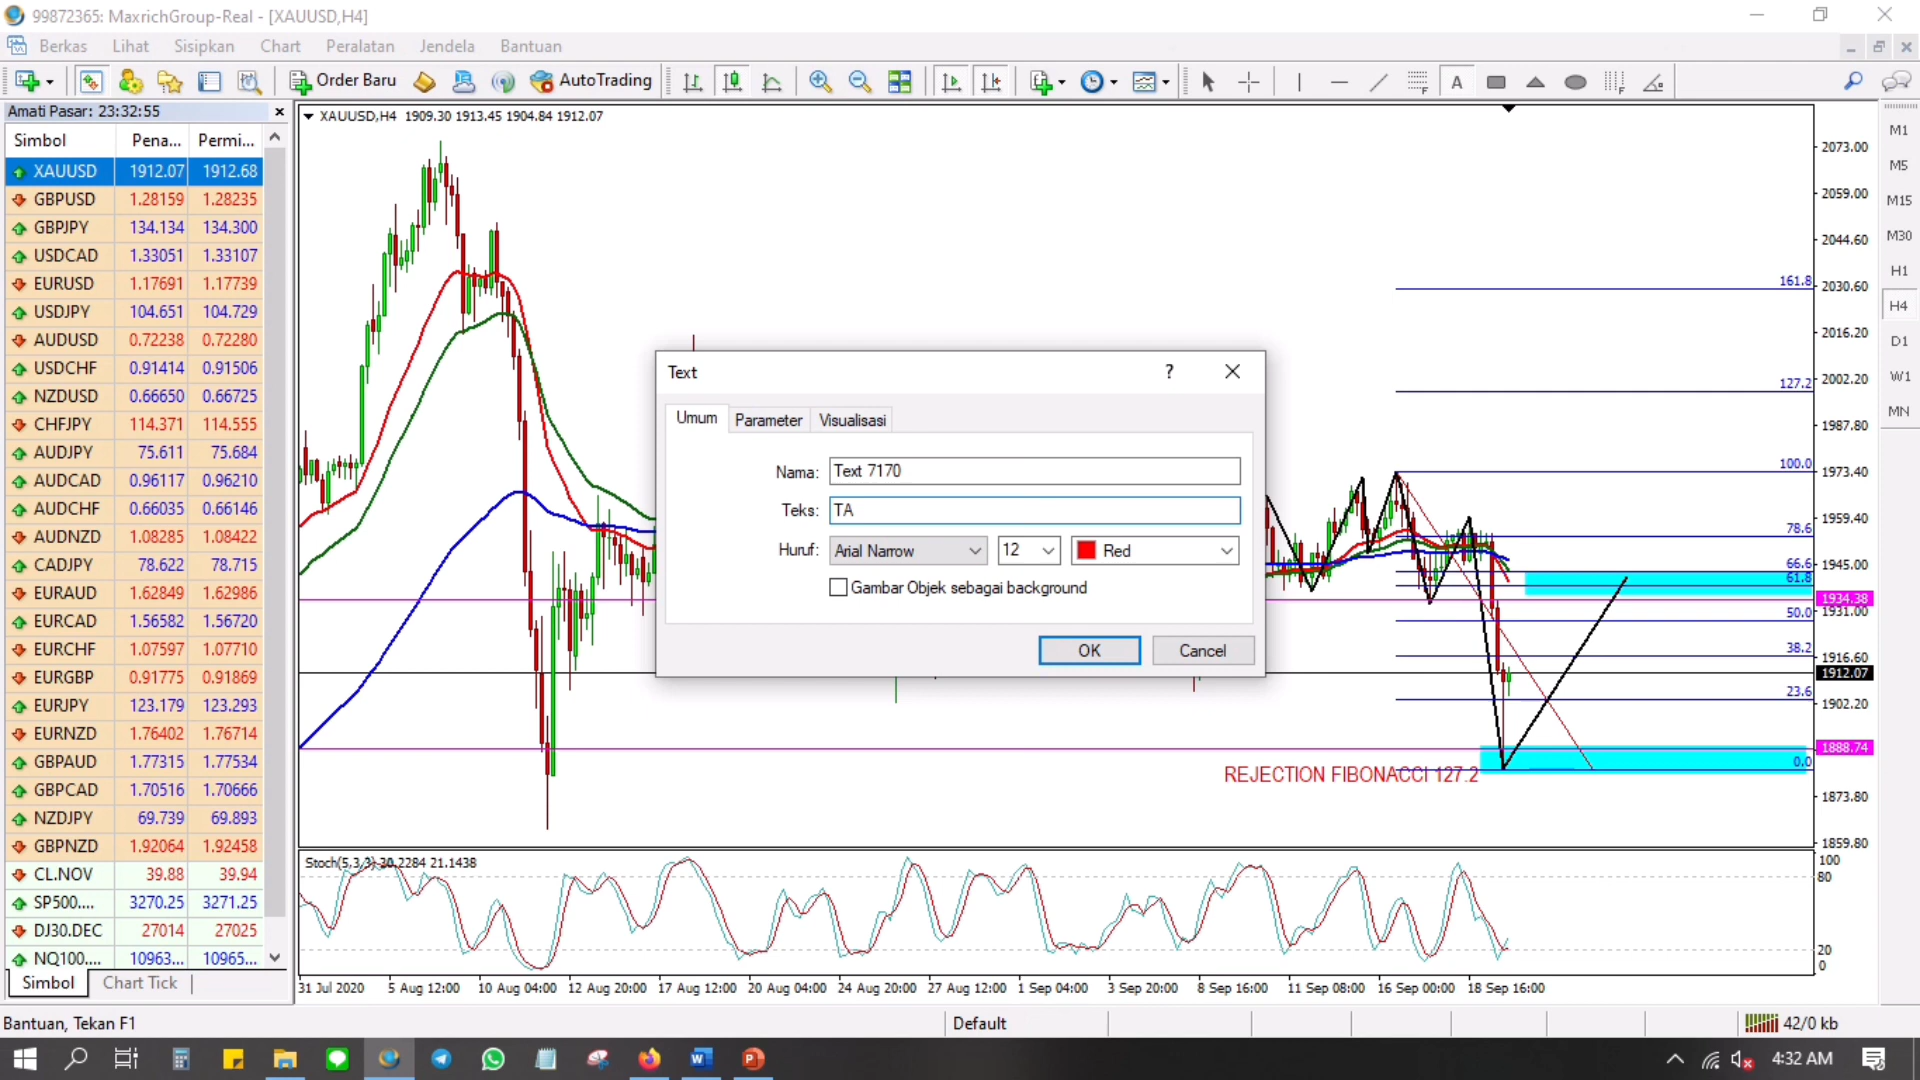 99872365: MaxrichGroup-Real - [XAUUSD,H4]
Berkas Lihat Sisipkan Chart Peralatan Jendela Bantuan
Order Baru AutoTrading
Amati Pasar: 23:32:55
Simbol Pena... Permi...
XAUUSD 1912.07 1912.68
GBPUSD 1.28159 1.28235
GBPJPY 134.134 134.300
USDCAD 1.33051 1.33107
EURUSD 1.17691 1.17739
USDJPY 104.651 104.729
AUDUSD 0.72238 0.72280
USDCHF 0.91414 0.91506
NZDUSD 0.66650 0.66725
CHFJPY 114.371 114.555
AUDJPY 75.611 75.684
AUDCAD 0.96117 0.96210
AUDCHF 0.66035 0.66146
AUDNZD 1.08285 1.08422
CADJPY 78.622 78.715
EURAUD 1.62849 1.62986
EURCAD 1.56582 1.56720
EURCHF 1.07597 1.07710
EURGBP 0.91775 0.91869
EURJPY 123.179 123.293
EURNZD 1.76402 1.76714
GBPAUD 1.77315 1.77534
GBPCAD 1.70516 1.70666
NZDJPY 69.739 69.893
GBPNZD 1.92064 1.92458
CL.NOV 39.88 39.94
SP500.... 3270.25 3271.25
DJ30.DEC 27014 27025
NQ100.... 10963... 10965...
Simbol Chart Tick
XAUUSD,H4 1909.30 1913.45 1904.84 1912.07
161.8
127.2
100.0
78.6
66.6
61.8
50.0
38.2
23.6
0.0
REJECTION FIBONACCI 127.2
2073.00
2059.00
2044.60
2030.60
2016.20
2002.20
1987.80
1973.40
1959.40
1945.00
1934.38
1931.00
1916.60
1912.07
1902.20
1888.74
1873.80
1859.80
Text ?
Umum Parameter Visualisasi
Nama: Text 7170
Teks: TA
Huruf: Arial Narrow 12 Red
Gambar Objek sebagai background
OK Cancel
Stoch(5,3,3) 30.2284 21.1438
100
80
20
0
31 Jul 2020 5 Aug 12:00 10 Aug 04:00 12 Aug 20:00 17 Aug 12:00 20 Aug 04:00 24 Aug 20:00 27 Aug 12:00 1 Sep 04:00 3 Sep 20:00 8 Sep 16:00 11 Sep 08:00 16 Sep 00:00 18 Sep 16:00
M1
M5
M15
M30
H1
H4
D1
W1
MN
Bantuan, Tekan F1 Default 42/0 kb
4:32 AM